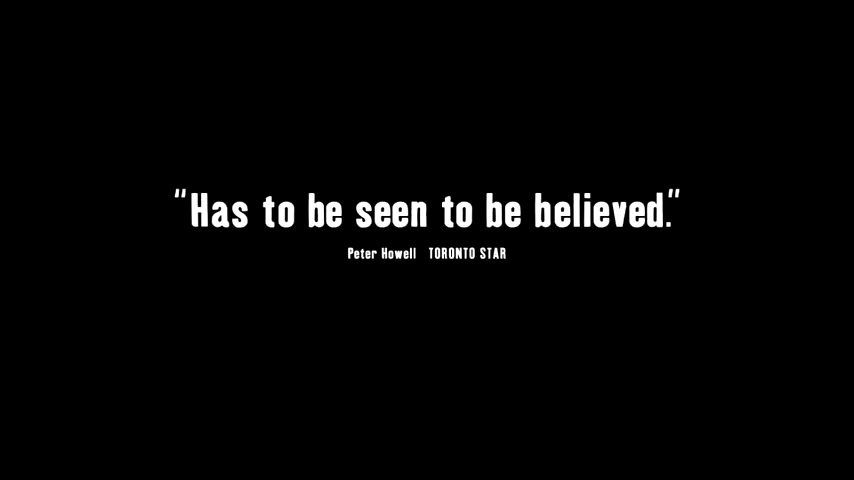 “Has to be seen to be believed.”
Peter Howell TORONTO STAR